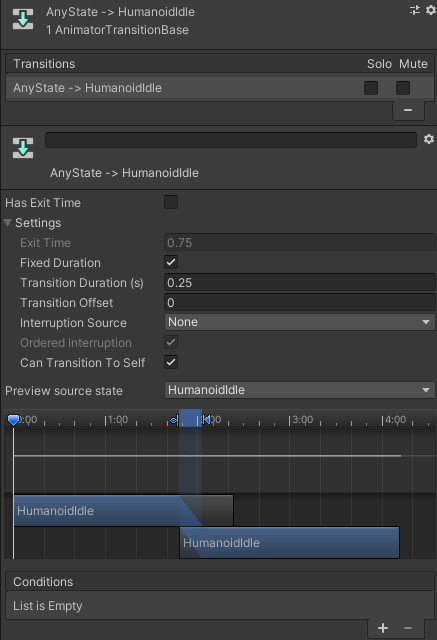 AnyState -> HumanoidIdle
1 AnimatorTransitionBase
Transitions Solo Mute
AnyState -> HumanoidIdle
AnyState -> HumanoidIdle
Has Exit Time
Settings
Exit Time 0.75
Fixed Duration
Transition Duration (s) 0.25
Transition Offset 0
Interruption Source None
Ordered Interruption
Can Transition To Self
Preview source state HumanoidIdle
0:00 1:00 2:00 3:00 4:00
HumanoidIdle
HumanoidIdle
Conditions
List is Empty